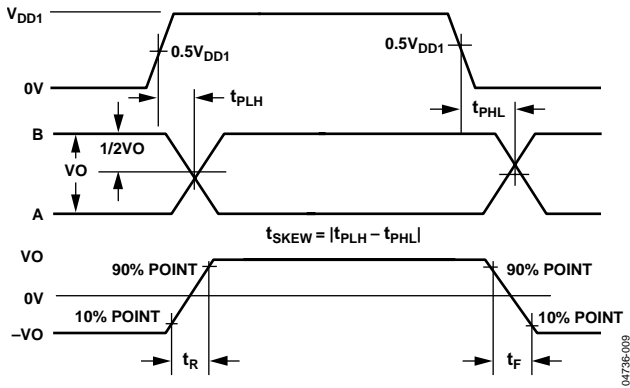 VDD1
0.5VDD1
0.5VDD1
0V
tPLH
tPHL
B
1/2VO
VO
A
tSKEW = |tPLH – tPHL|
VO
90% POINT
90% POINT
0V
10% POINT
10% POINT
–VO
tR
tF
04736-009